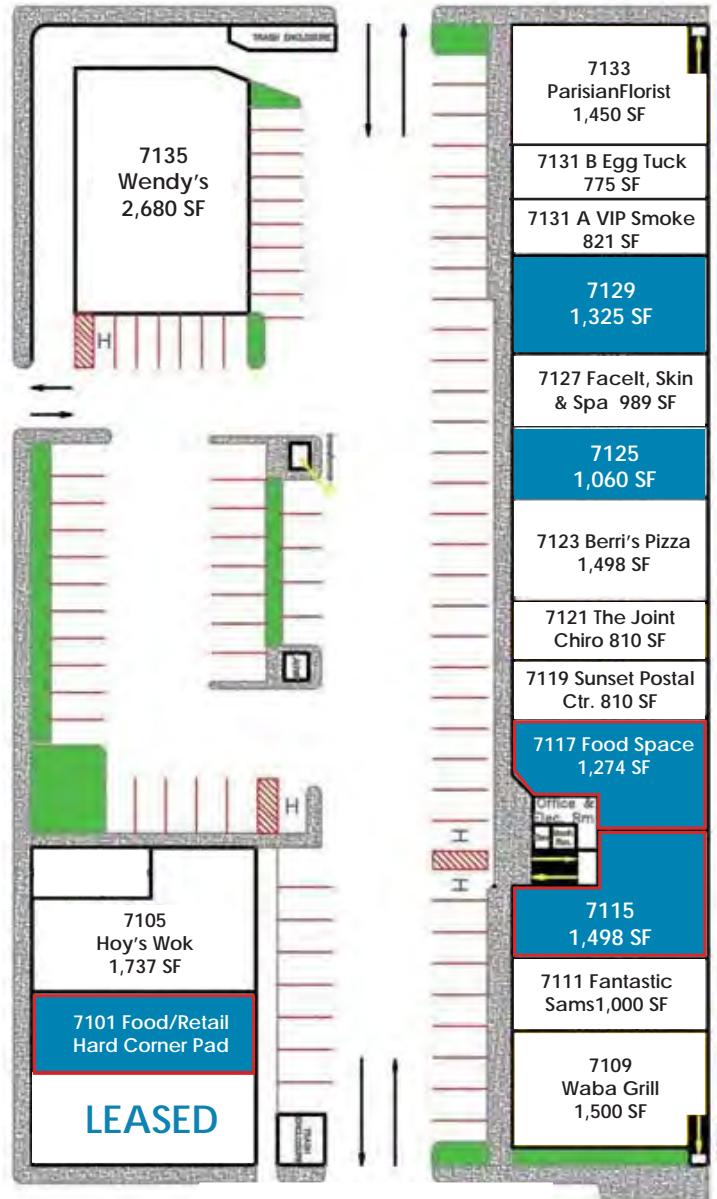 TRASH ENCLOSURE
7135
Wendy's
2,680 SF
H
7105
Hoy's Wok
1,737 SF
7101 Food/Retail
Hard Corner Pad
LEASED
H
TRASH
ENCLOSURE
7133
ParisianFlorist
1,450 SF
7131 B Egg Tuck
775 SF
7131 A VIP Smoke
821 SF
7129
1,325 SF
7127 FaceIt, Skin
& Spa 989 SF
7125
1,060 SF
7123 Berri's Pizza
1,498 SF
7121 The Joint
Chiro 810 SF
7119 Sunset Postal
Ctr. 810 SF
7117 Food Space
1,274 SF
Office &
Elec. Rm
H
H
7115
1,498 SF
7111 Fantastic
Sams1,000 SF
7109
Waba Grill
1,500 SF